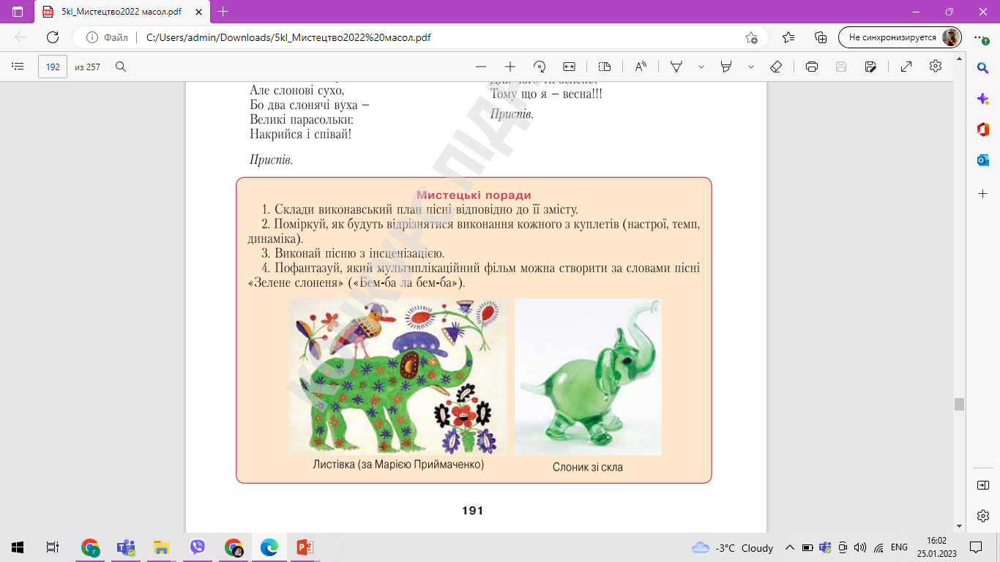 5kl_Мистецтво2022 масол.pdf
Файл
C:/Users/admin/Downloads/5kl_Мистецтво2022%20масол.pdf
Не синхронизируется
192 из 257
Але слонові сухо,
Бо два слонячі вуха –
Великі парасольки:
Накрийся і співай!
Приспів.
Тому що я – весна!!!
Приспів.
КОНКУРС ПІД
Мистецькі поради
1. Склади виконавський план пісні відповідно до її змісту.
2. Поміркуй, як будуть відрізнятися виконання кожного з куплетів (настрої, темп,
динаміка).
3. Виконай пісню з інсценізацією.
4. Пофантазуй, який мультиплікаційний фільм можна створити за словами пісні
«Зелене слоненя» («Бем-ба ла бем-ба»).
Листівка (за Марією Приймаченко)
Слоник зі скла
191
-3°C Cloudy
ENG
16:02
25.01.2023